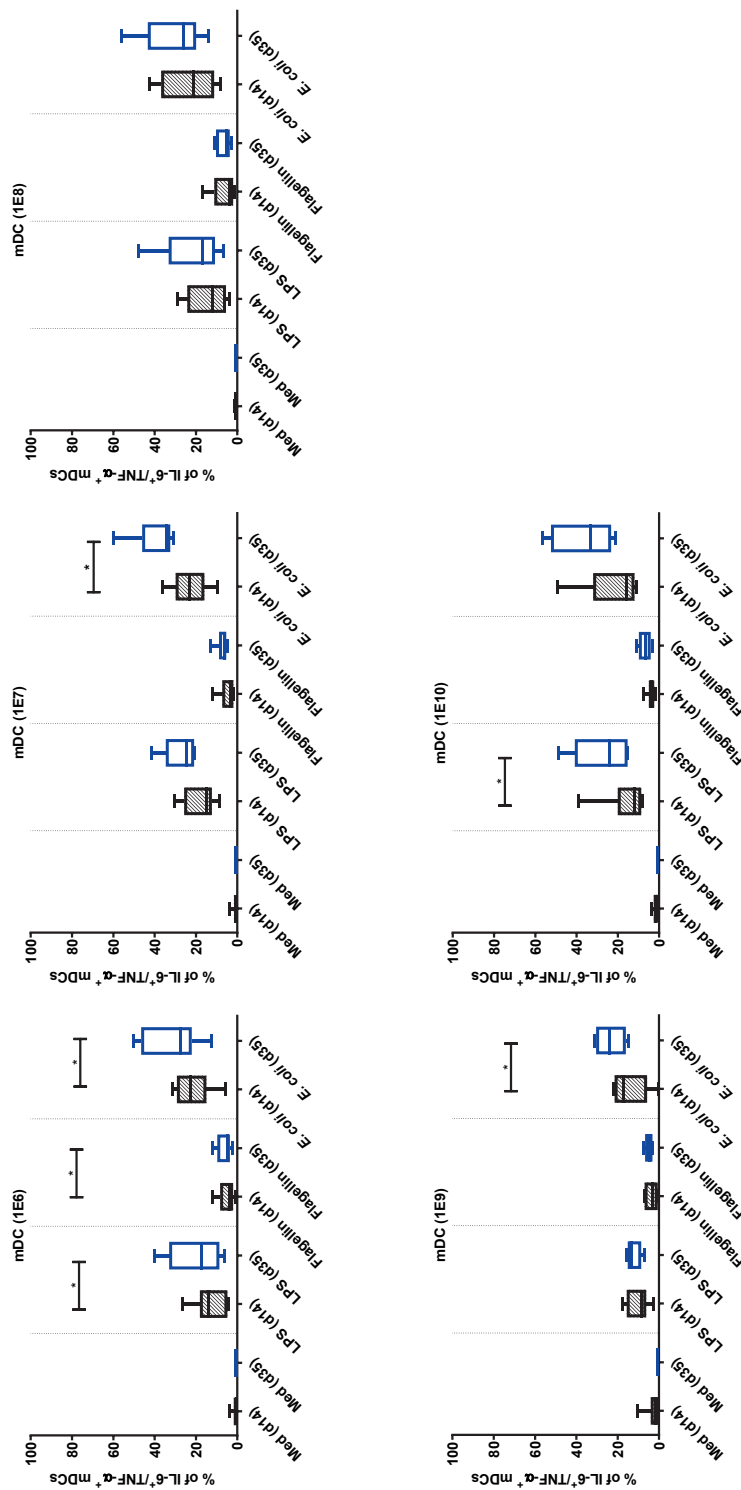 mDC (1E6)
% of IL-6⁺/TNF-α⁺ mDCs
100
80
60
40
20
0
*
*
*
Med (d14)
Med (d35)
LPS (d14)
LPS (d35)
Flagellin (d14)
Flagellin (d35)
E. coli (d14)
E. coli (d35)
mDC (1E7)
% of IL-6⁺/TNF-α⁺ mDCs
100
80
60
40
20
0
*
Med (d14)
Med (d35)
LPS (d14)
LPS (d35)
Flagellin (d14)
Flagellin (d35)
E. coli (d14)
E. coli (d35)
mDC (1E8)
% of IL-6⁺/TNF-α⁺ mDCs
100
80
60
40
20
0
Med (d14)
Med (d35)
LPS (d14)
LPS (d35)
Flagellin (d14)
Flagellin (d35)
E. coli (d14)
E. coli (d35)
mDC (1E9)
% of IL-6⁺/TNF-α⁺ mDCs
100
80
60
40
20
0
*
Med (d14)
Med (d35)
LPS (d14)
LPS (d35)
Flagellin (d14)
Flagellin (d35)
E. coli (d14)
E. coli (d35)
mDC (1E10)
% of IL-6⁺/TNF-α⁺ mDCs
100
80
60
40
20
0
*
Med (d14)
Med (d35)
LPS (d14)
LPS (d35)
Flagellin (d14)
Flagellin (d35)
E. coli (d14)
E. coli (d35)